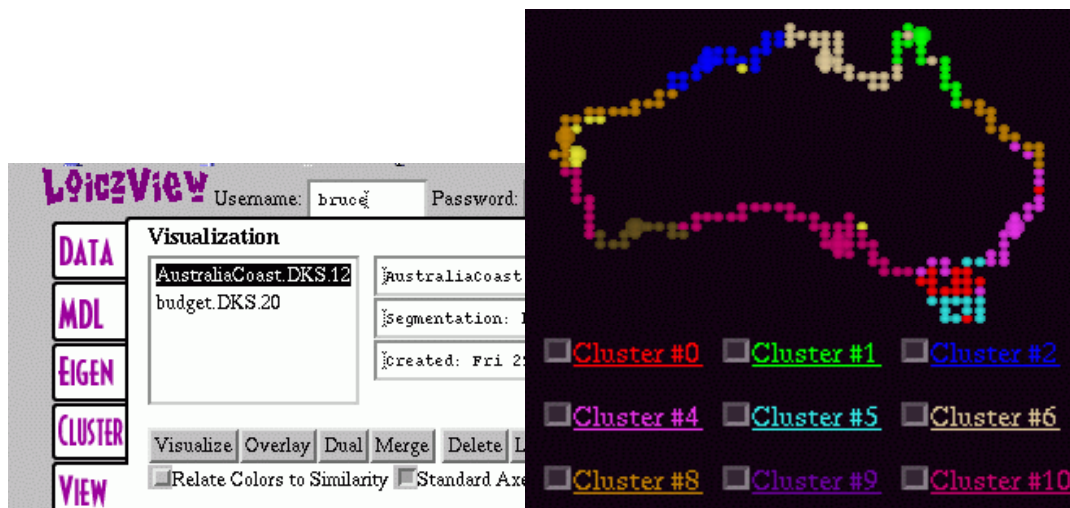 LoiczView Username: bruce Password:
DATA
MDL
EIGEN
CLUSTER
VIEW
Visualization
AustraliaCoast.DKS.12
budget.DKS.20
AustraliaCoast
Segmentation:
Created: Fri 2
Visualize Overlay Dual Merge Delete L
Relate Colors to Similarity Standard Axe
Cluster #0 Cluster #1 Cluster #2
Cluster #4 Cluster #5 Cluster #6
Cluster #8 Cluster #9 Cluster #10